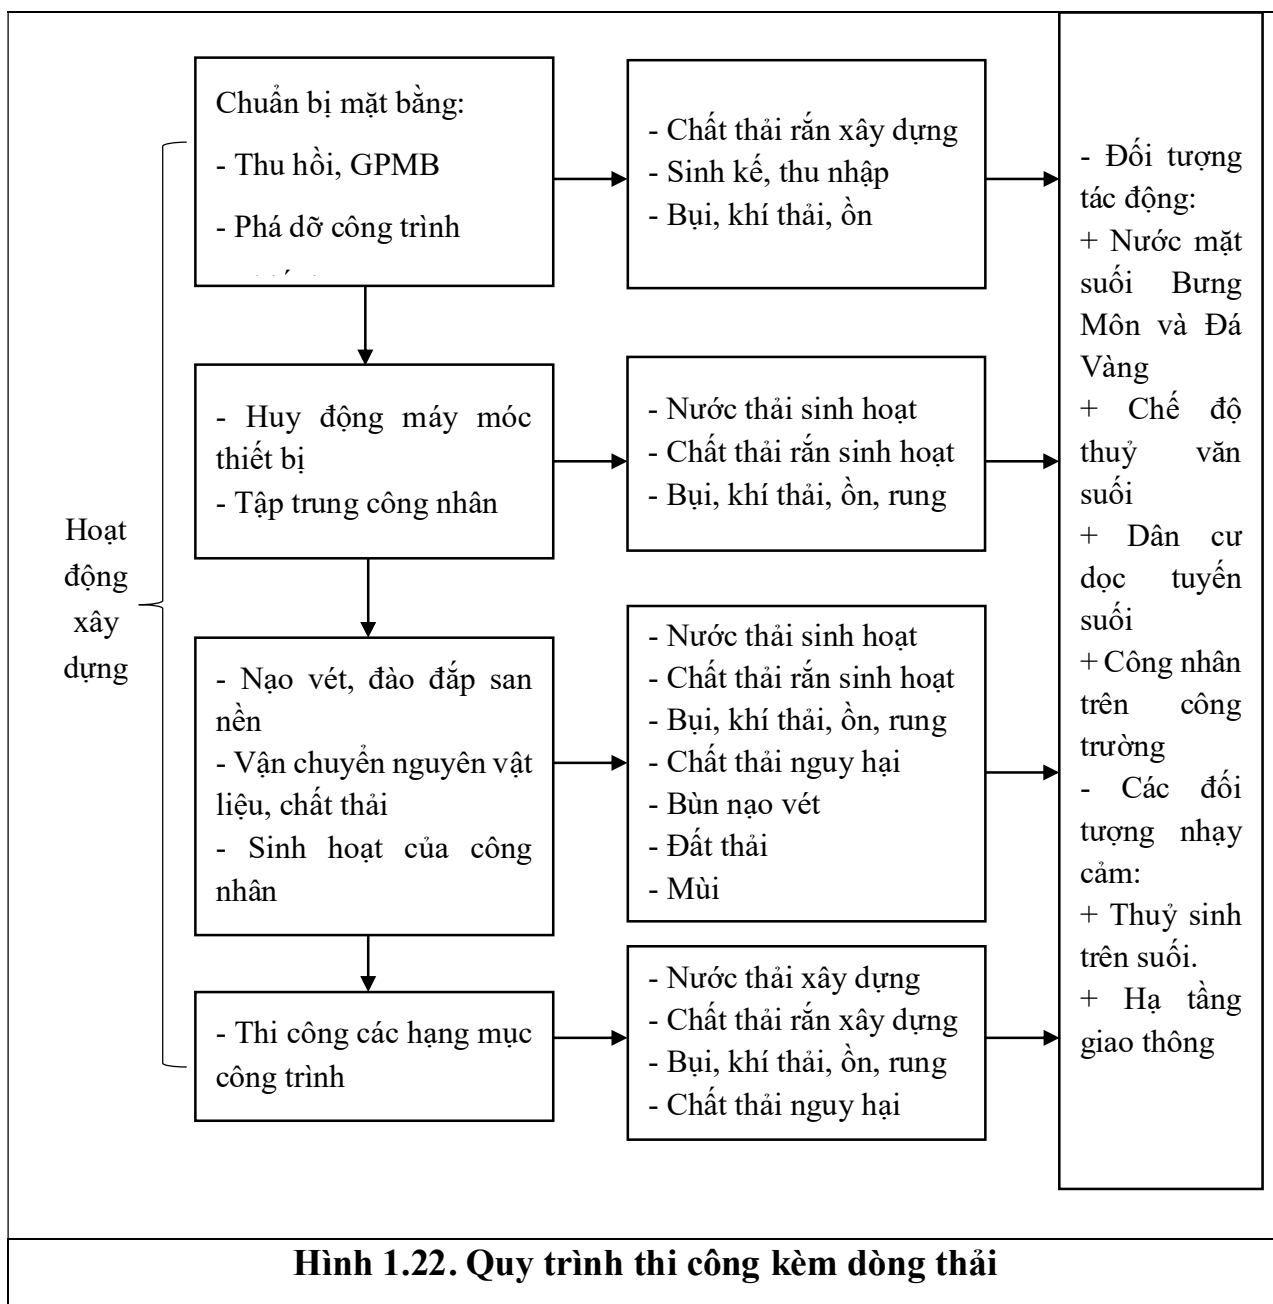 Hoạt
động
xây
dựng
Chuẩn bị mặt bằng:
- Thu hồi, GPMB
- Phá dỡ công trình
- Chất thải rắn xây dựng
- Sinh kế, thu nhập
- Bụi, khí thải, ồn
- Huy động máy móc
thiết bị
- Tập trung công nhân
- Nước thải sinh hoạt
- Chất thải rắn sinh hoạt
- Bụi, khí thải, ồn, rung
- Nạo vét, đào đắp san
nền
- Vận chuyển nguyên vật
liệu, chất thải
- Sinh hoạt của công
nhân
- Nước thải sinh hoạt
- Chất thải rắn sinh hoạt
- Bụi, khí thải, ồn, rung
- Chất thải nguy hại
- Bùn nạo vét
- Đất thải
- Mùi
- Thi công các hạng mục
công trình
- Nước thải xây dựng
- Chất thải rắn xây dựng
- Bụi, khí thải, ồn, rung
- Chất thải nguy hại
- Đối tượng
tác động:
+ Nước mặt
suối Bưng
Môn và Đá
Vàng
+ Chế độ
thuỷ văn
suối
+ Dân cư
dọc tuyến
suối
+ Công nhân
trên công
trường
- Các đối
tượng nhạy
cảm:
+ Thuỷ sinh
trên suối.
+ Hạ tầng
giao thông
Hình 1.22. Quy trình thi công kèm dòng thải